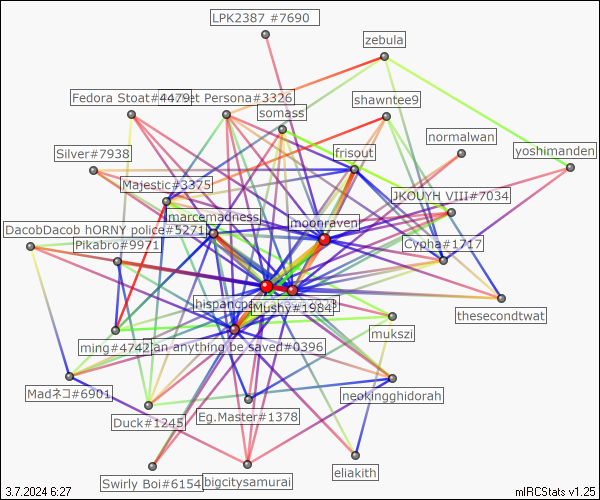 LPK2387 #7690
zebula
Fedora Stoat#4479
et Persona#3326
shawntee9
somass
normalwan
Silver#7938
frisout
yoshimanden
Majestic#3375
JKOUYH VIII#7034
marcemadness
moonraven
DacobDacob hORNY police#5271
Pikabro#9971
Cypha#1717
hispanc
Mushy#1984
thesecondtwat
mukszi
ming#4742
an anything be saved#0396
Madネコ#6901
neokingghidorah
Duck#1245
Eg.Master#1378
Swirly Boi#6154
bigcitysamurai
eliakith
3.7.2024 6:27
mIRCStats v1.25